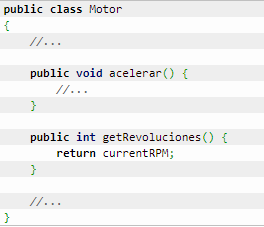 public class Motor
{
    //...

    public void acelerar() {
        //...
    }

    public int getRevoluciones() {
        return currentRPM;
    }

    //...
}